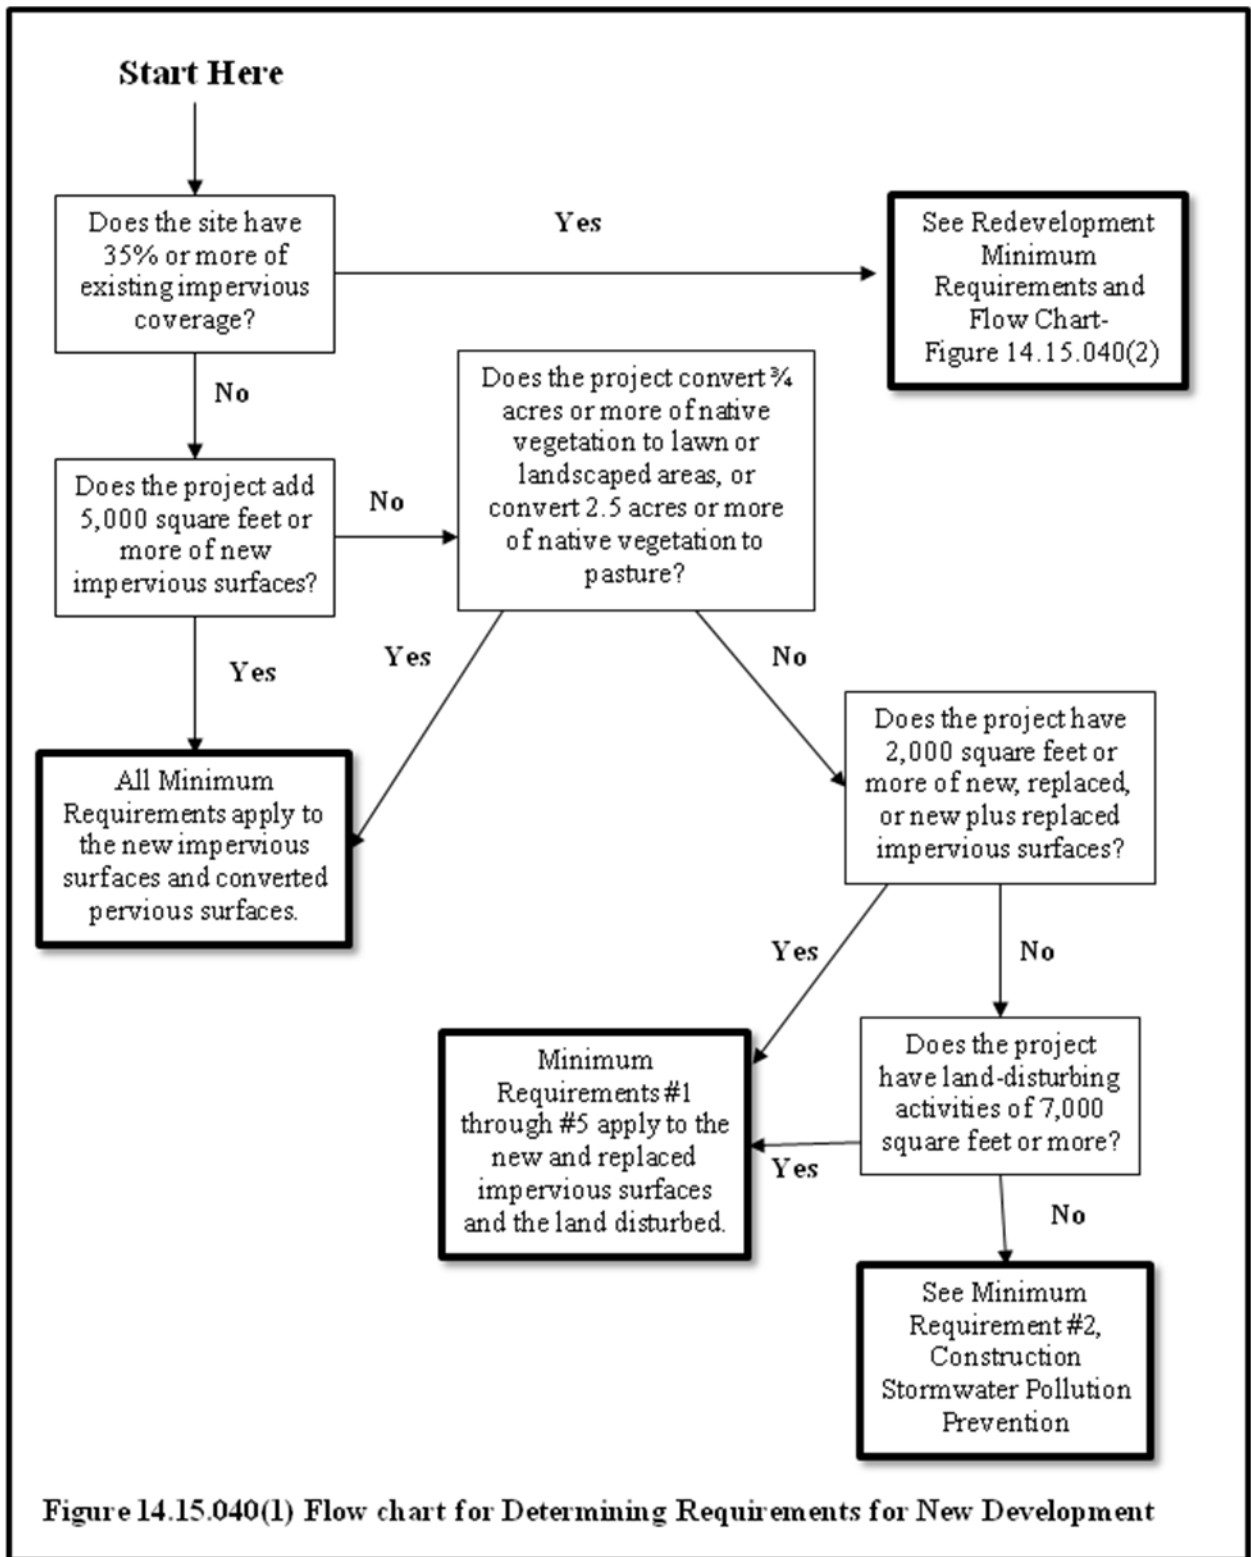 Start Here
Does the site have
35% or more of
existing impervious
coverage?
Yes
See Redevelopment
Minimum
Requirements and
Flow Chart-
Figure 14.15.040(2)
No
Does the project convert ¾
acres or more of native
vegetation to lawn or
landscaped areas, or
convert 2.5 acres or more
of native vegetation to
pasture?
Does the project add
5,000 square feet or
more of new
impervious surfaces?
No
Yes
Yes
No
Does the project have
2,000 square feet or
more of new, replaced,
or new plus replaced
impervious surfaces?
All Minimum
Requirements apply to
the new impervious
surfaces and converted
pervious surfaces.
Yes
No
Minimum
Requirements #1
through #5 apply to the
new and replaced
impervious surfaces
and the land disturbed.
Does the project
have land-disturbing
activities of 7,000
square feet or more?
Yes
No
See Minimum
Requirement #2,
Construction
Stormwater Pollution
Prevention
Figure 14.15.040(1) Flow chart for Determining Requirements for New Development